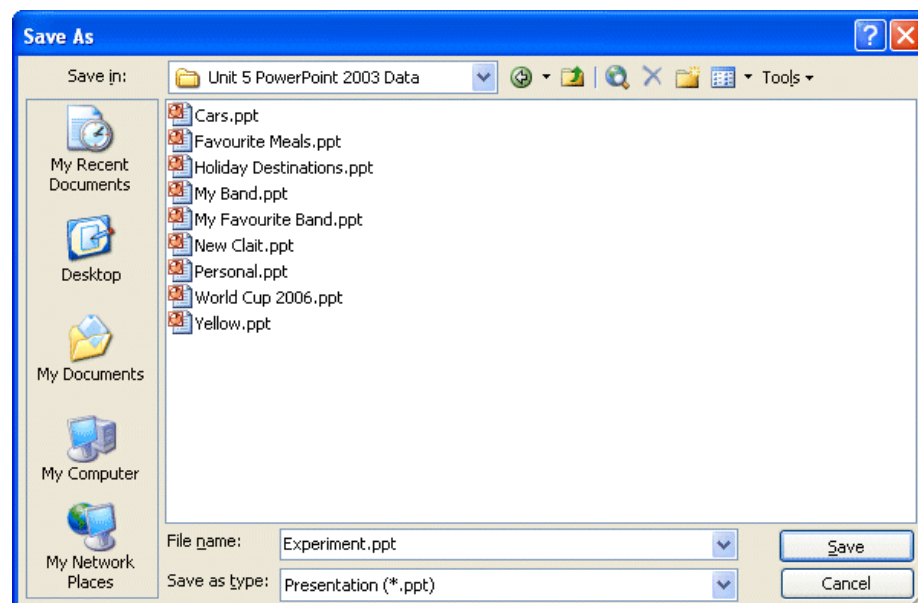 Save As
Save in:
Unit 5 PowerPoint 2003 Data
Tools
My Recent
Documents
Desktop
My Documents
My Computer
My Network
Places
Cars.ppt
Favourite Meals.ppt
Holiday Destinations.ppt
My Band.ppt
My Favourite Band.ppt
New Clait.ppt
Personal.ppt
World Cup 2006.ppt
Yellow.ppt
File name:
Experiment.ppt
Save
Save as type:
Presentation (*.ppt)
Cancel